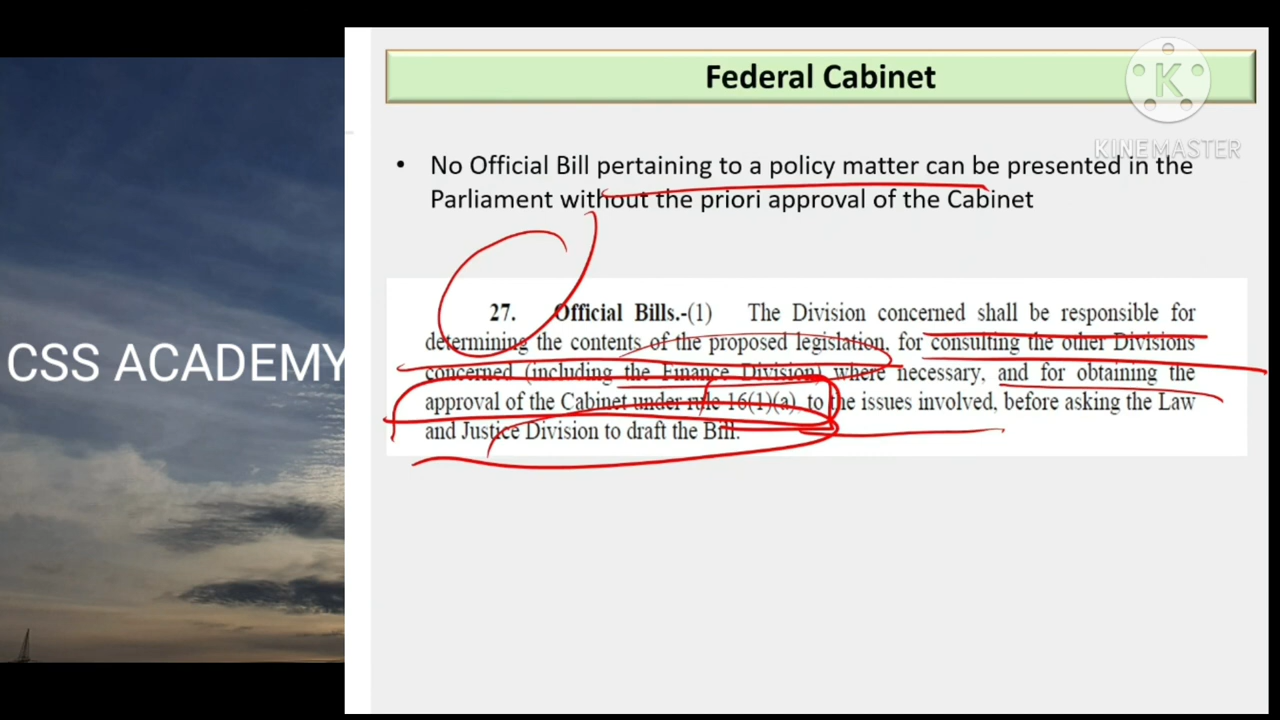 Federal Cabinet
K
KINEMASTER
• No Official Bill pertaining to a policy matter can be presented in the
Parliament without the priori approval of the Cabinet
CSS ACADEMY
27. Official Bills.-(1) The Division concerned shall be responsible for
determining the contents of the proposed legislation, for consulting the other Divisions
concerned (including the Finance Division) where necessary, and for obtaining the
approval of the Cabinet under rule 16(1)(a), to the issues involved, before asking the Law
and Justice Division to draft the Bill.